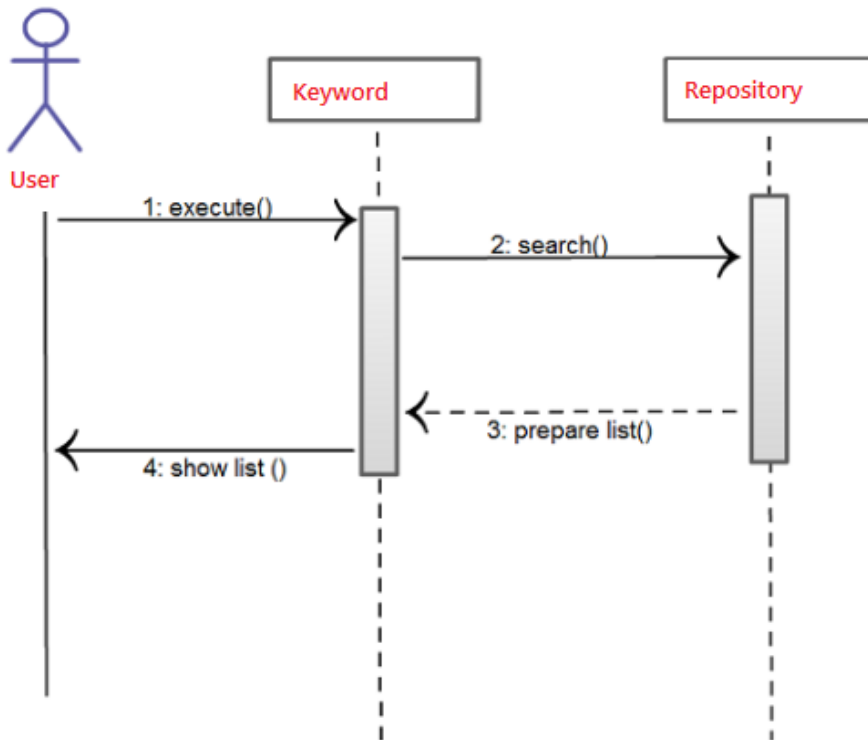 Keyword
Repository
User
1: execute()
2: search()
3: prepare list()
4: show list ()